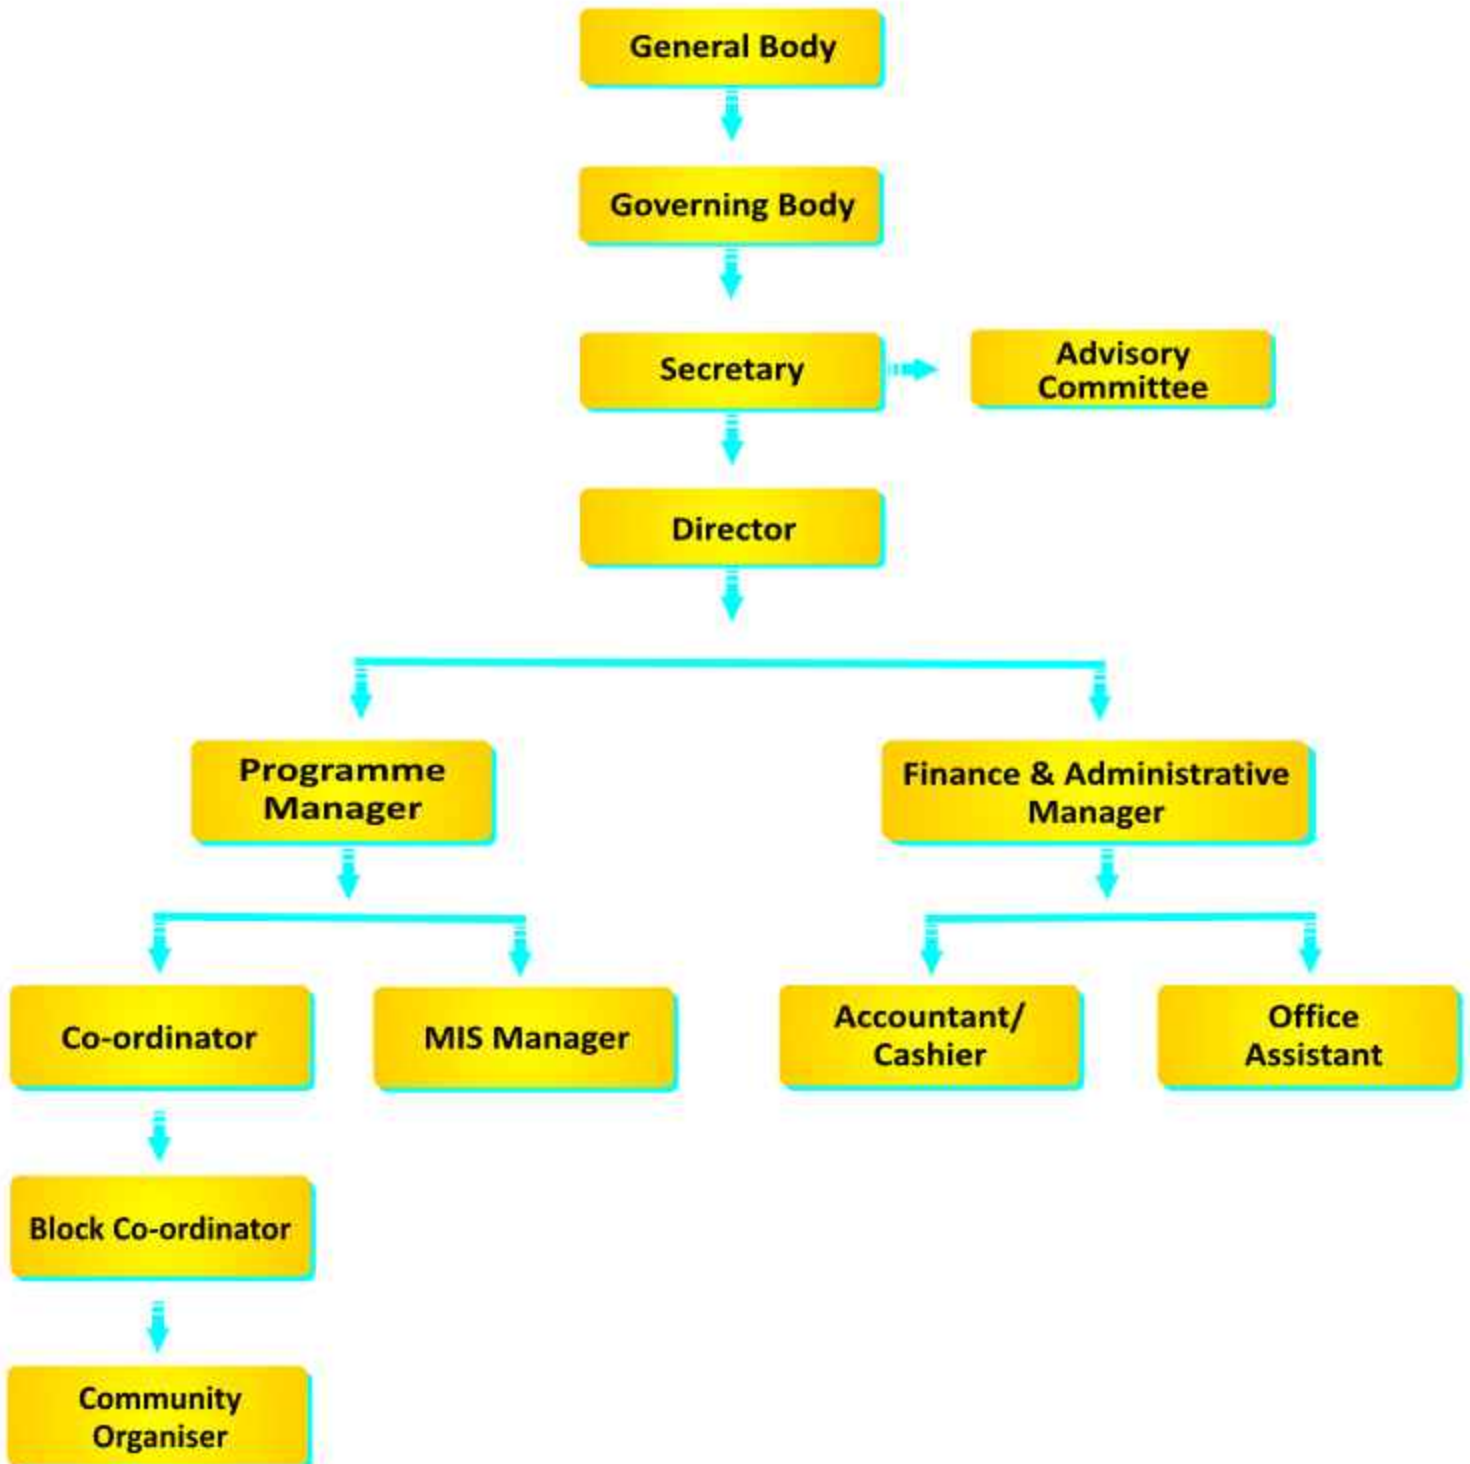 General Body
Governing Body
Secretary
Advisory
Committee
Director
Programme
Manager
Finance & Administrative
Manager
Co-ordinator
MIS Manager
Accountant/
Cashier
Office
Assistant
Block Co-ordinator
Community
Organiser